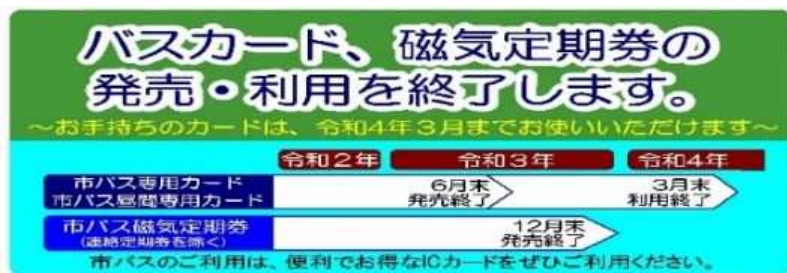 バスカード、磁気定期券の
発売・利用を終了します。
～お手持ちのカードは、令和4年3月までお使いいただけます～
令和2年 令和3年 令和4年
市バス専用カード
市バス昼間専用カード
6月末
発売終了
3月末
利用終了
市バス磁気定期券
(連絡定期券を除く)
12月末
発売終了
市バスのご利用は、便利でお得なICカードをぜひご利用ください。